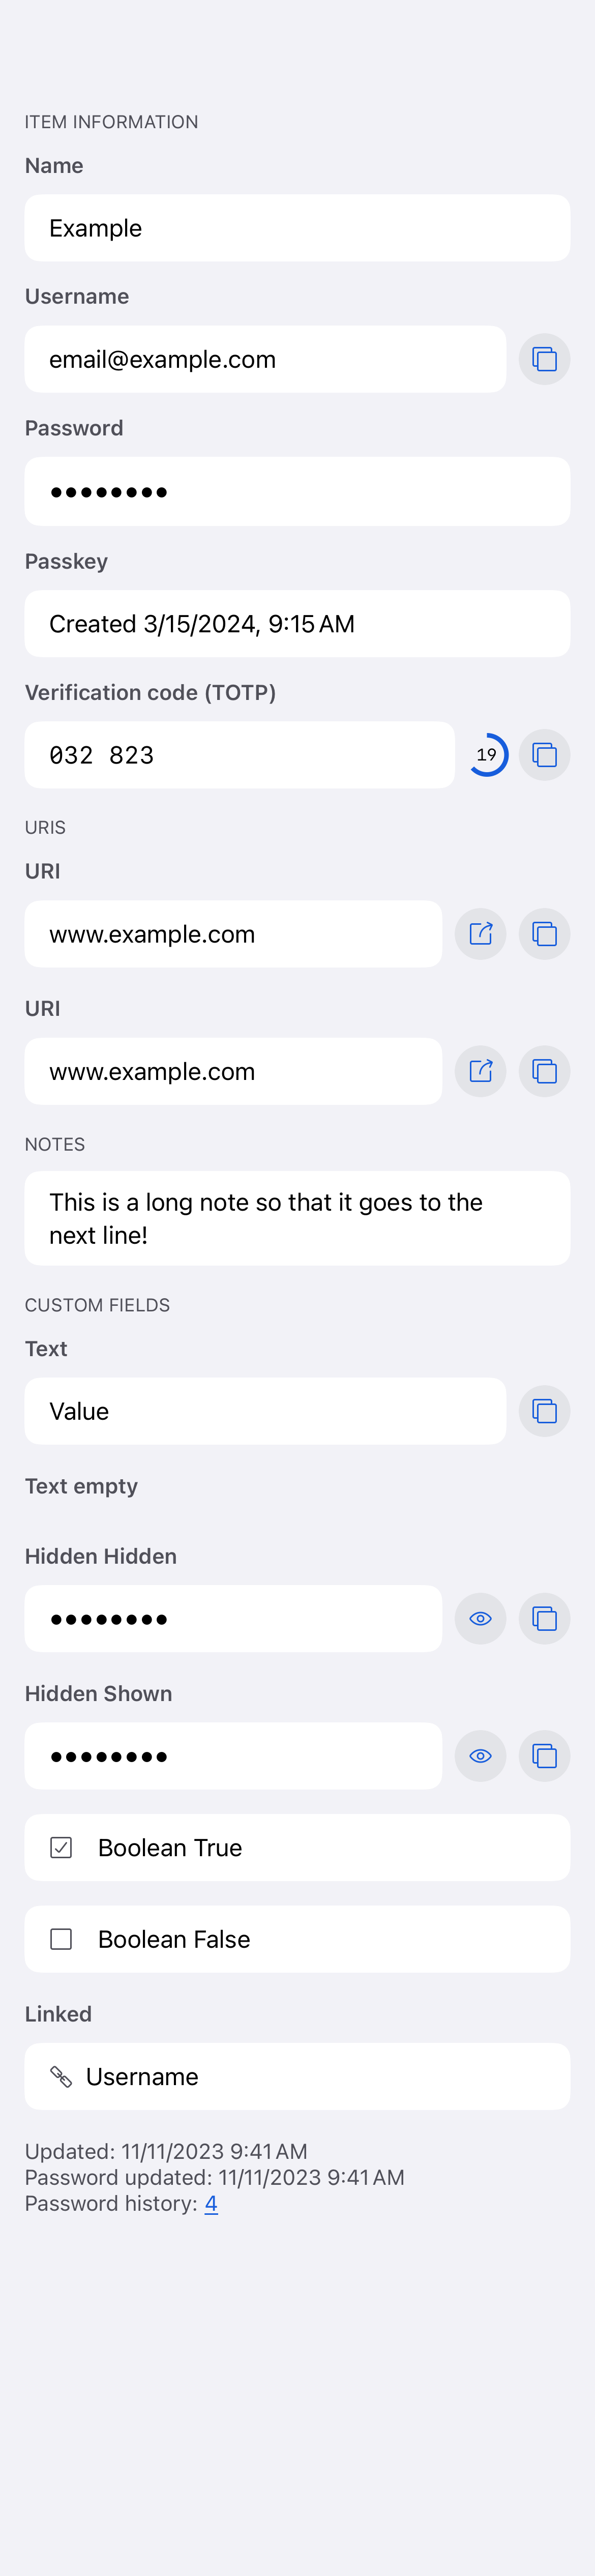 ITEM INFORMATION
Name
Example
Username
email@example.com
Password
••••••••
Passkey
Created 3/15/2024, 9:15 AM
Verification code (TOTP)
032 823
19
URIS
URI
www.example.com
URI
www.example.com
NOTES
This is a long note so that it goes to the
next line!
CUSTOM FIELDS
Text
Value
Text empty
Hidden Hidden
••••••••
Hidden Shown
••••••••
Boolean True
Boolean False
Linked
Username
Updated: 11/11/2023 9:41 AM
Password updated: 11/11/2023 9:41 AM
Password history: 4